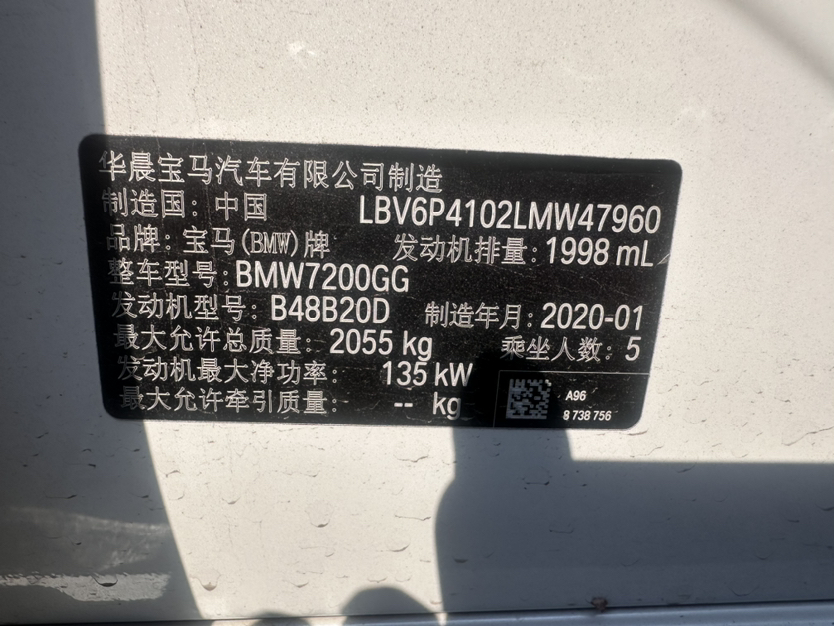 华晨宝马汽车有限公司制造
制造国：中国 LBV6P4102LMW47960
品牌：宝马(BMW)牌 发动机排量：1998 mL
整车型号：BMW7200GG
发动机型号：B48B20D 制造年月：2020-01
最大允许总质量：2055 kg 乘坐人数：5
发动机最大净功率：135 kW
最大允许牵引质量：-- kg
A96
8 738 756